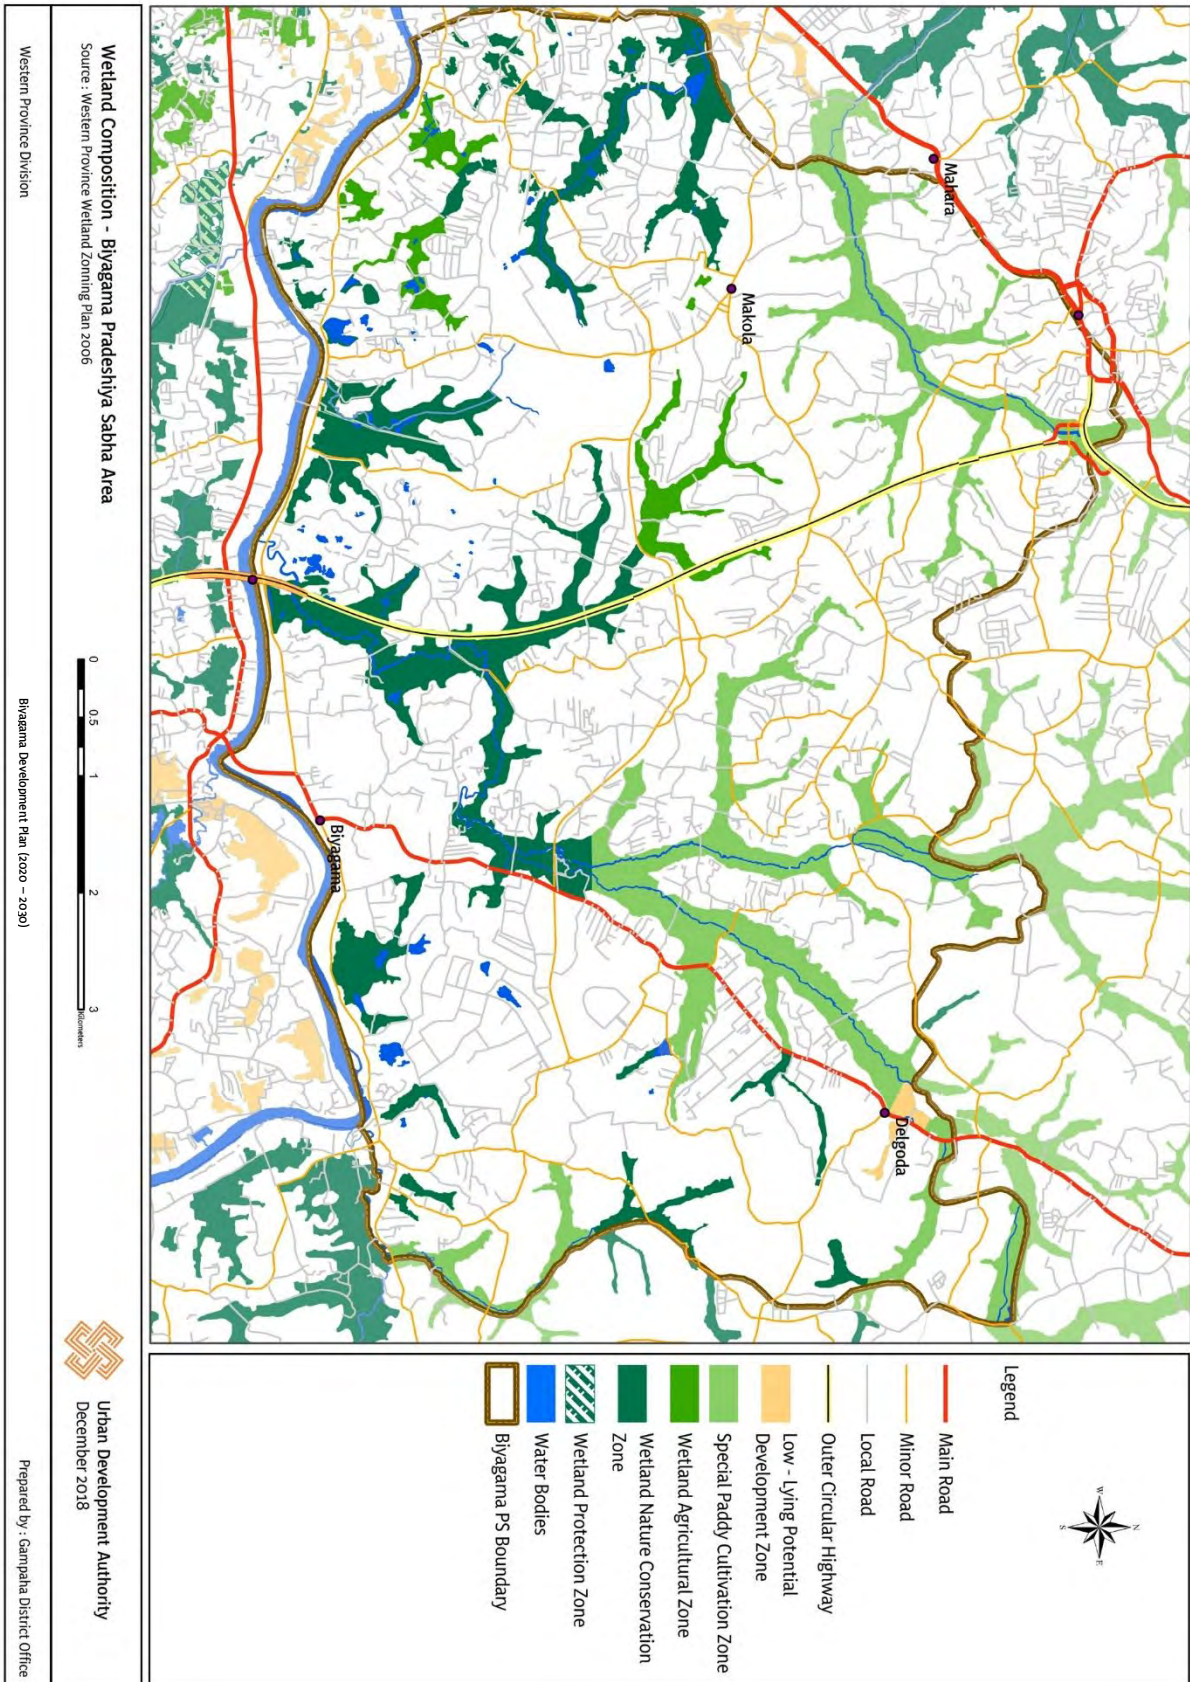 Mahara
Makola
Delgoda
Biyagama
Legend
Main Road
Minor Road
Local Road
Outer Circular Highway
Low - Lying Potential
Development Zone
Special Paddy Cultivation Zone
Wetland Agricultural Zone
Wetland Nature Conservation
Zone
Wetland Protection Zone
Water Bodies
Biyagama PS Boundary
N
W
E
S
Wetland Composition - Biyagama Pradeshiya Sabha Area
Source : Western Province Wetland Zonning Plan 2006
0 0.5 1 2 3
Kilometers
Urban Development Authority
December 2018
Western Province Division
Biyagama Development Plan (2020 – 2030)
Prepared by : Gampaha District Office